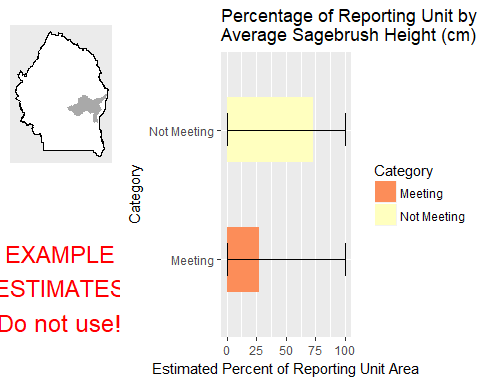 Percentage of Reporting Unit by
Average Sagebrush Height (cm)
Not Meeting
Meeting
Category
0 25 50 75 100
Estimated Percent of Reporting Unit Area
Category
Meeting
Not Meeting
EXAMPLE
ESTIMATES
Do not use!